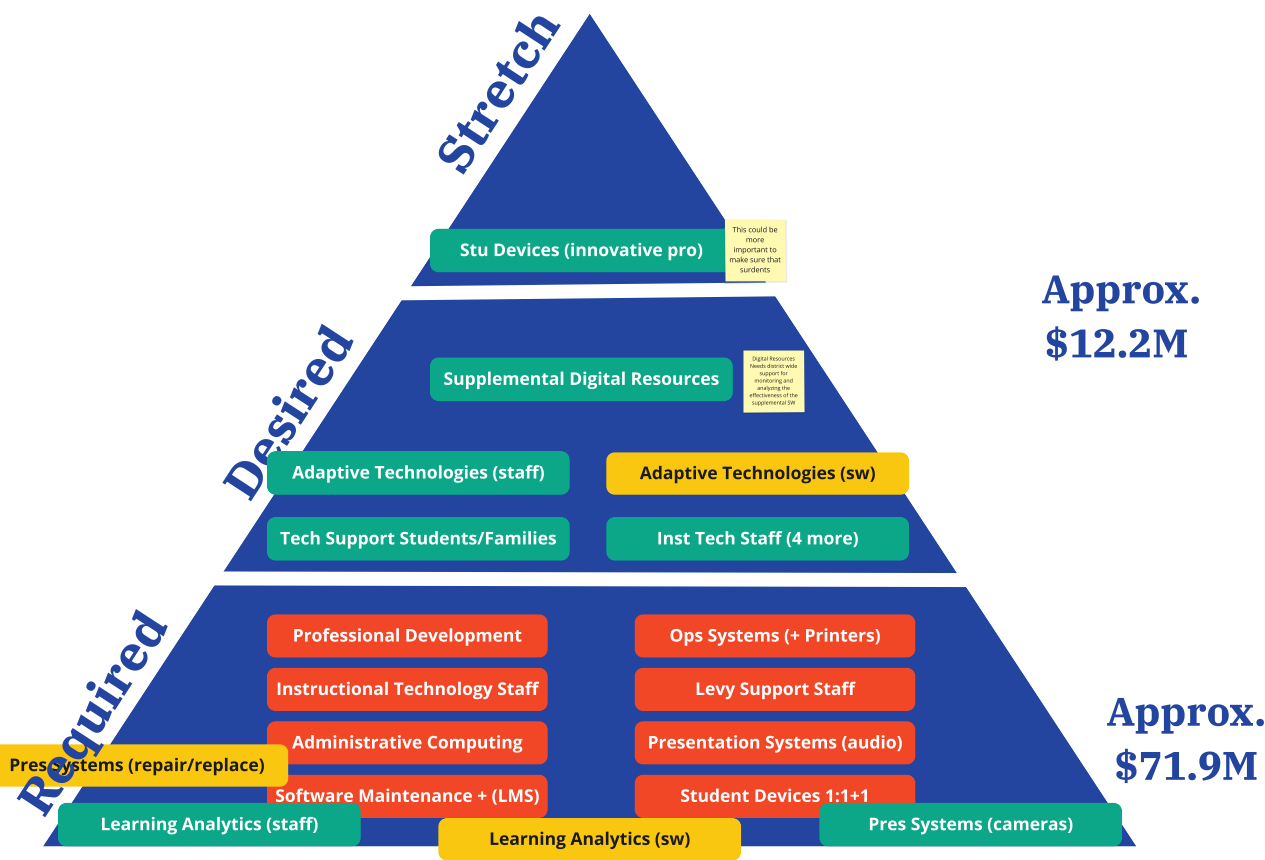 Stretch
Stu Devices (innovative pro)
This could be
more
important to
make sure that
surdents
Approx.
$12.2M
Desired
Supplemental Digital Resources
Digital Resources
Needs district wide
support for
monitoring and
analyzing the
effectiveness of the
supplemental SW
Adaptive Technologies (staff)
Adaptive Technologies (sw)
Tech Support Students/Families
Inst Tech Staff (4 more)
Required
Professional Development
Ops Systems (+ Printers)
Instructional Technology Staff
Levy Support Staff
Administrative Computing
Presentation Systems (audio)
Approx.
$71.9M
Pres Systems (repair/replace)
Software Maintenance + (LMS)
Student Devices 1:1+1
Learning Analytics (staff)
Learning Analytics (sw)
Pres Systems (cameras)